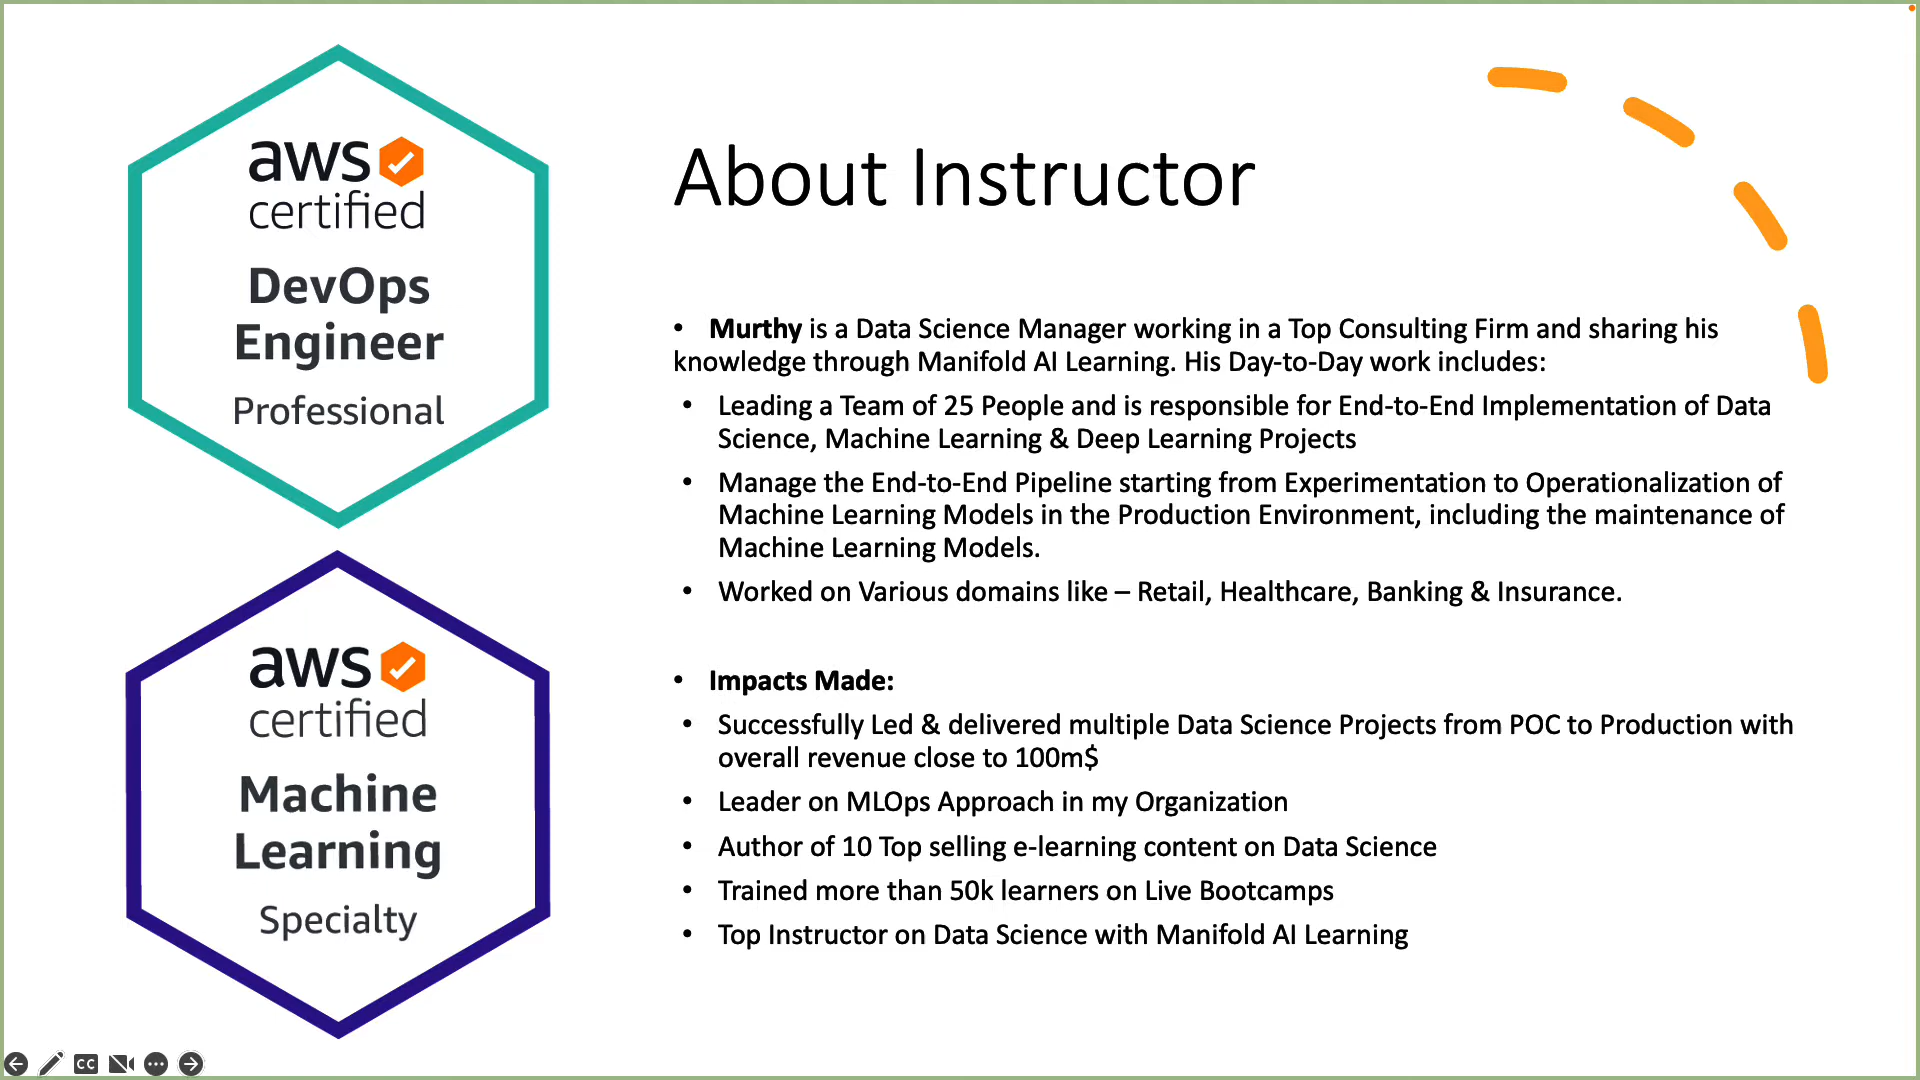 aws
certified
DevOps
Engineer
Professional
aws
certified
Machine
Learning
Specialty
About Instructor
• Murthy is a Data Science Manager working in a Top Consulting Firm and sharing his
knowledge through Manifold AI Learning. His Day-to-Day work includes:
• Leading a Team of 25 People and is responsible for End-to-End Implementation of Data
Science, Machine Learning & Deep Learning Projects
• Manage the End-to-End Pipeline starting from Experimentation to Operationalization of
Machine Learning Models in the Production Environment, including the maintenance of
Machine Learning Models.
• Worked on Various domains like – Retail, Healthcare, Banking & Insurance.
• Impacts Made:
• Successfully Led & delivered multiple Data Science Projects from POC to Production with
overall revenue close to 100m$
• Leader on MLOps Approach in my Organization
• Author of 10 Top selling e-learning content on Data Science
• Trained more than 50k learners on Live Bootcamps
• Top Instructor on Data Science with Manifold AI Learning
CC